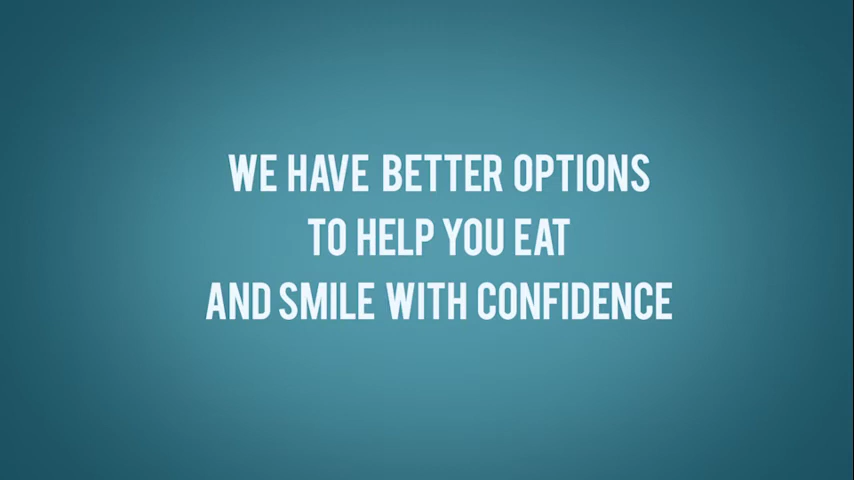 WE HAVE BETTER OPTIONS
TO HELP YOU EAT
AND SMILE WITH CONFIDENCE